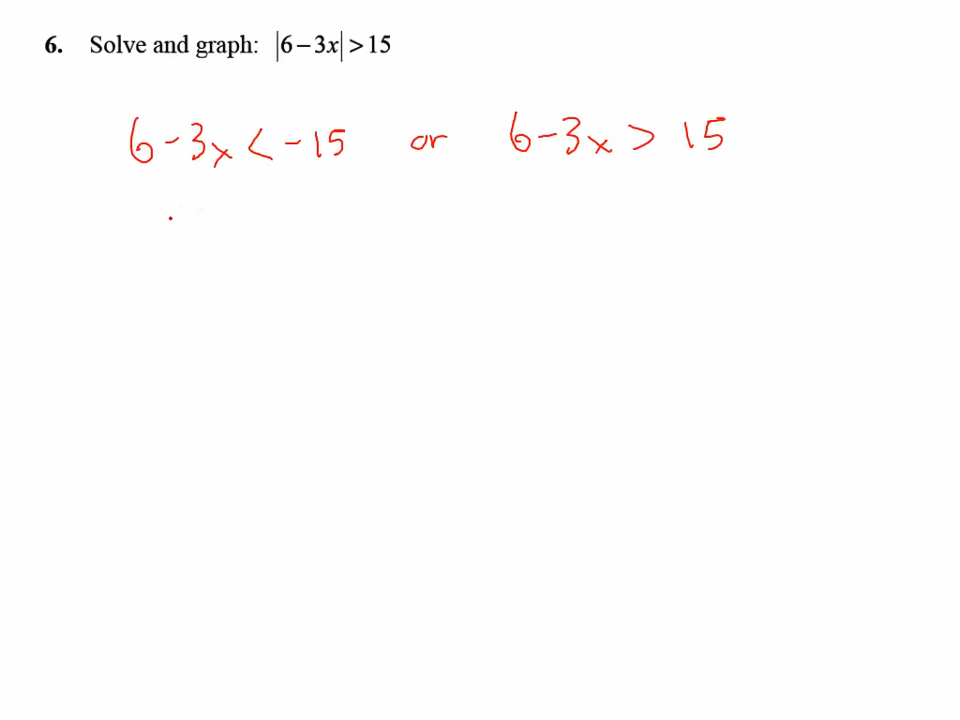 6. Solve and graph: |6−3x|>15
6-3x < -15 or 6-3x > 15